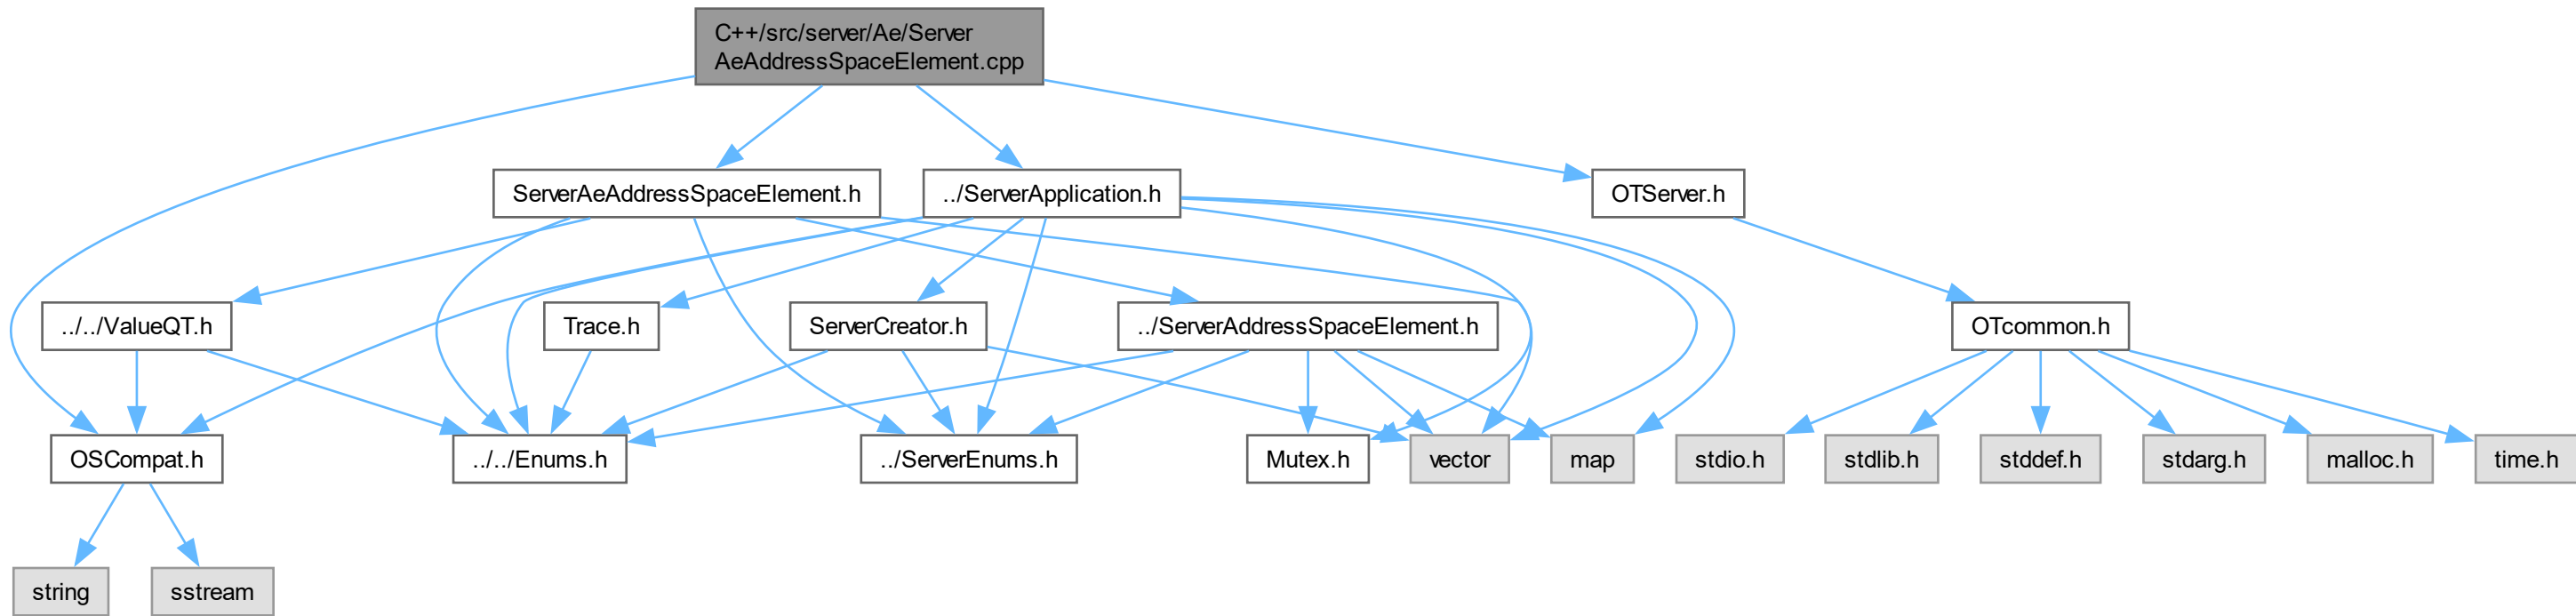 C++/src/server/Ae/Server
AeAddressSpaceElement.cpp
ServerAeAddressSpaceElement.h
../ServerApplication.h
OTServer.h
../../ValueQT.h
Trace.h
ServerCreator.h
../ServerAddressSpaceElement.h
OTcommon.h
OSCompat.h
../../Enums.h
../ServerEnums.h
Mutex.h
vector
map
stdio.h
stdlib.h
stddef.h
stdarg.h
malloc.h
time.h
string
sstream